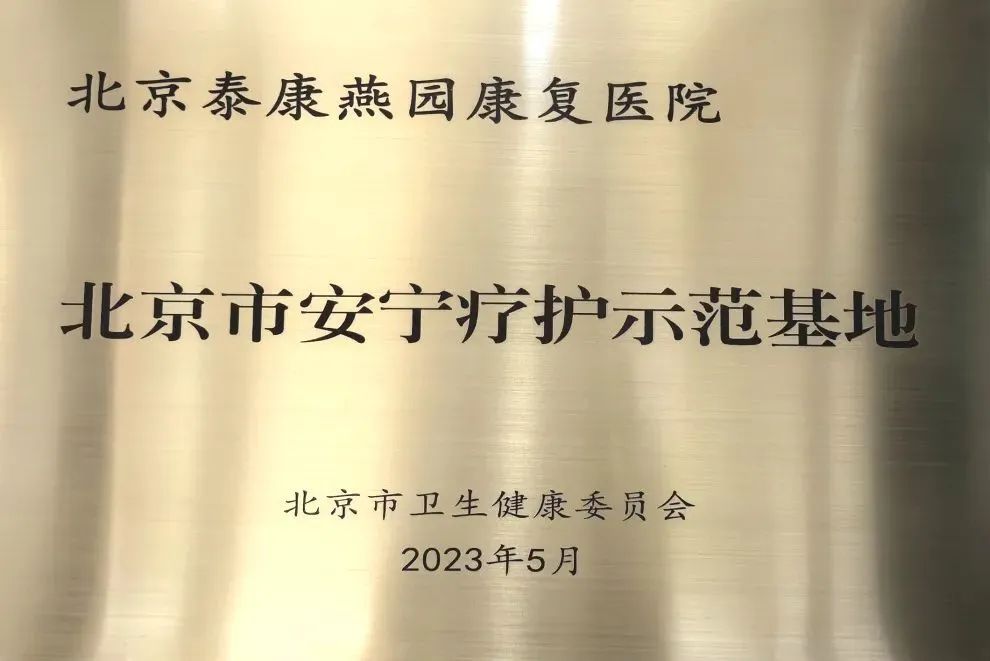 北京泰康燕园康复医院
北京市安宁疗护示范基地
北京市卫生健康委员会
2023年5月